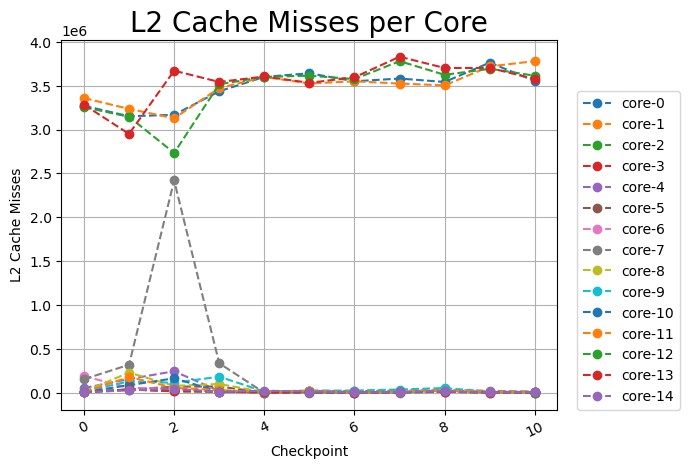 L2 Cache Misses per Core
1e6
4.0
3.5
3.0
2.5
2.0
1.5
1.0
0.5
0.0
L2 Cache Misses
0
2
4
6
8
10
Checkpoint
core-0
core-1
core-2
core-3
core-4
core-5
core-6
core-7
core-8
core-9
core-10
core-11
core-12
core-13
core-14